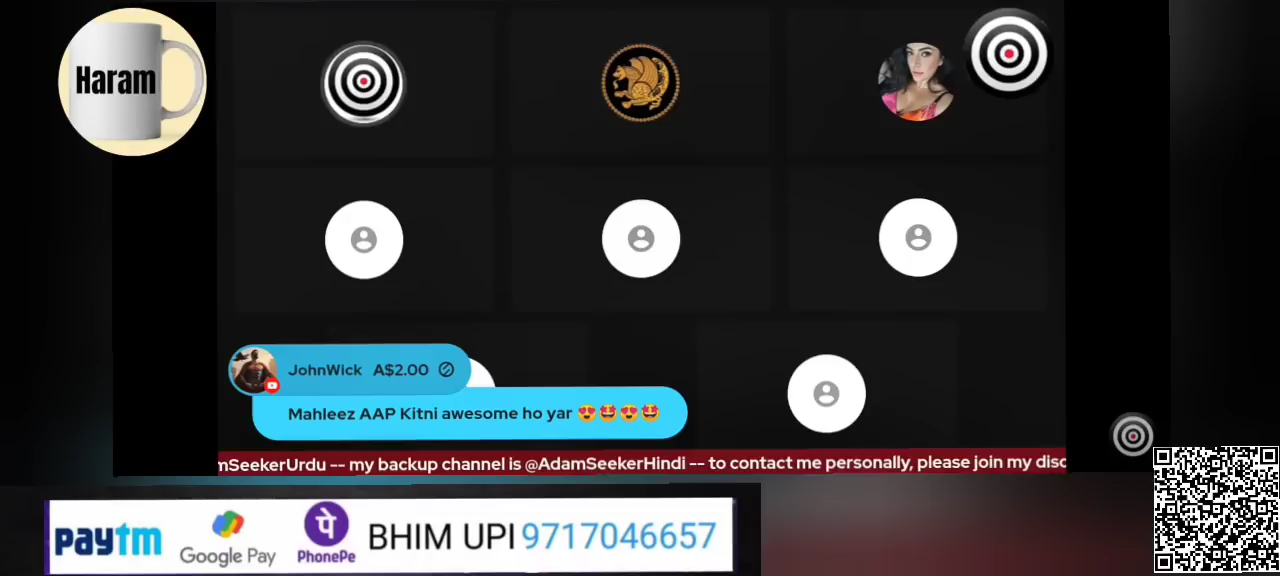 Haram
JohnWick A$2.00
Mahleez AAP Kitni awesome ho yar 😍🤩😍🤩
mSeekerUrdu -- my backup channel is @AdamSeekerHindi -- to contact me personally, please join my disc
paytm
Google Pay
पे
PhonePe
BHIM UPI 9717046657